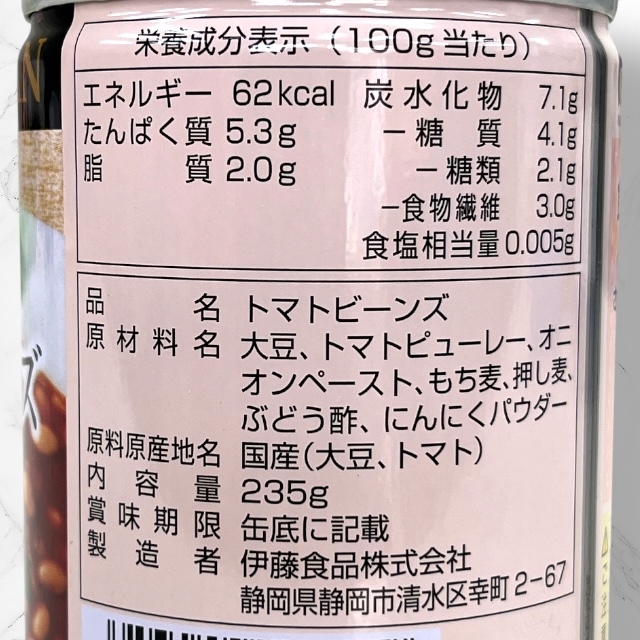 栄養成分表示（100g当たり）
エネルギー 62kcal 炭水化物 7.1g
たんぱく質 5.3g －糖質 4.1g
脂質 2.0g －糖類 2.1g
－食物繊維 3.0g
食塩相当量 0.005g
品名 トマトビーンズ
原材料名 大豆、トマトピューレー、オニ
オンペースト、もち麦、押し麦、
ぶどう酢、にんにくパウダー
原料原産地名 国産（大豆、トマト）
内容量 235g
賞味期限 缶底に記載
製造者 伊藤食品株式会社
静岡県静岡市清水区幸町2-67
ズ